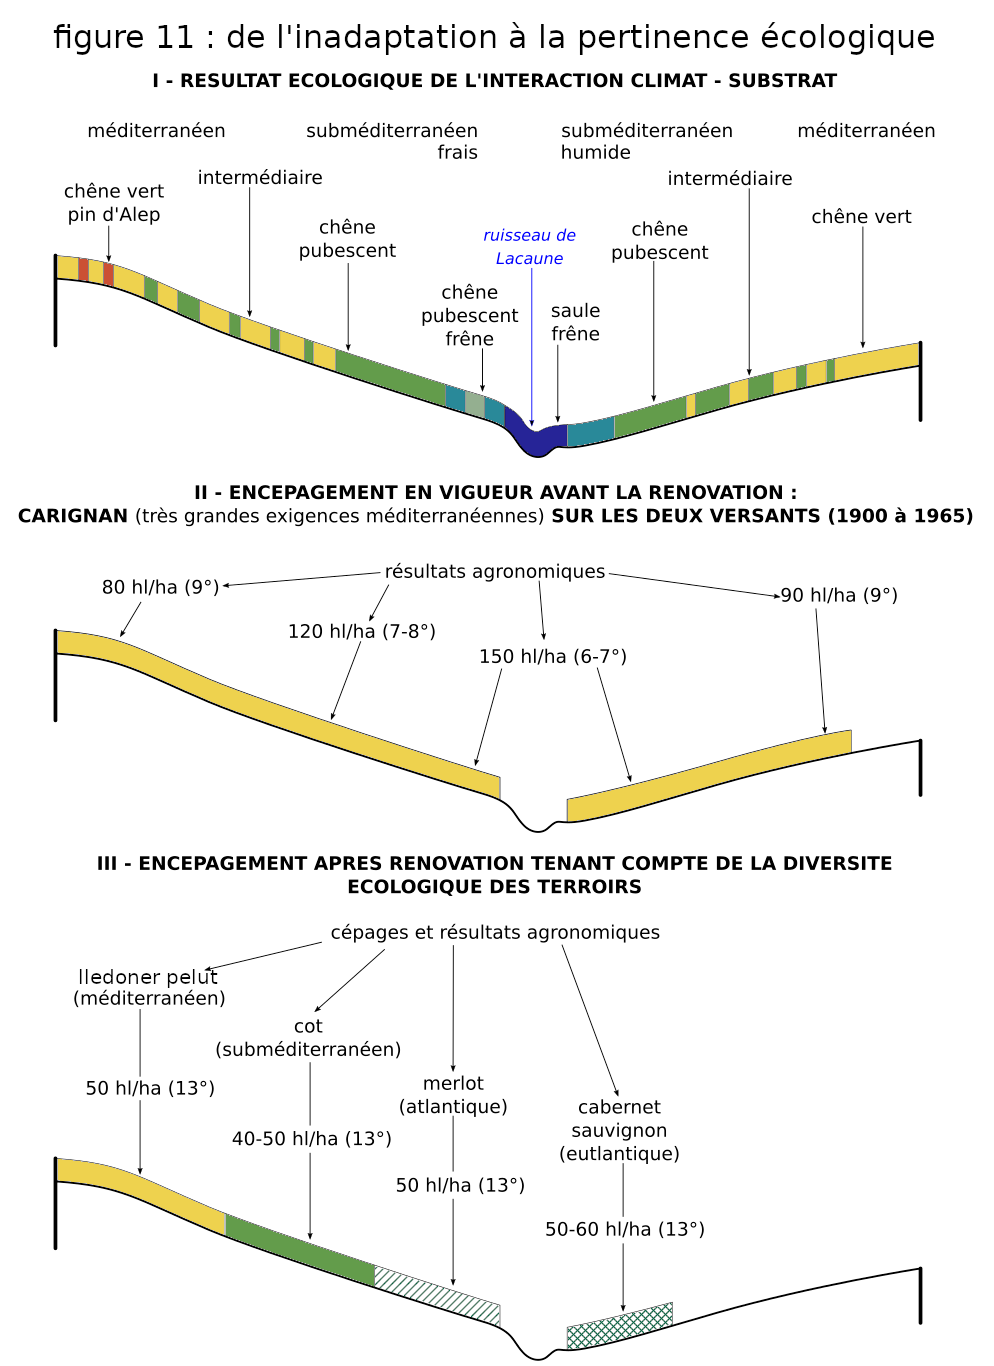 figure 11 : de l'inadaptation à la pertinence écologique
I - RESULTAT ECOLOGIQUE DE L'INTERACTION CLIMAT - SUBSTRAT
méditerranéen
subméditerranéen
frais
subméditerranéen
humide
méditerranéen
chêne vert
pin d'Alep
intermédiaire
chêne
pubescent
chêne
pubescent
frêne
ruisseau de
Lacaune
saule
frêne
chêne
pubescent
intermédiaire
chêne vert
II - ENCEPAGEMENT EN VIGUEUR AVANT LA RENOVATION :
CARIGNAN (très grandes exigences méditerranéennes) SUR LES DEUX VERSANTS (1900 à 1965)
résultats agronomiques
80 hl/ha (9°)
120 hl/ha (7-8°)
150 hl/ha (6-7°)
90 hl/ha (9°)
III - ENCEPAGEMENT APRES RENOVATION TENANT COMPTE DE LA DIVERSITE
ECOLOGIQUE DES TERROIRS
cépages et résultats agronomiques
lledoner pelut
(méditerranéen)
50 hl/ha (13°)
cot
(subméditerranéen)
40-50 hl/ha (13°)
merlot
(atlantique)
50 hl/ha (13°)
cabernet
sauvignon
(eutlantique)
50-60 hl/ha (13°)